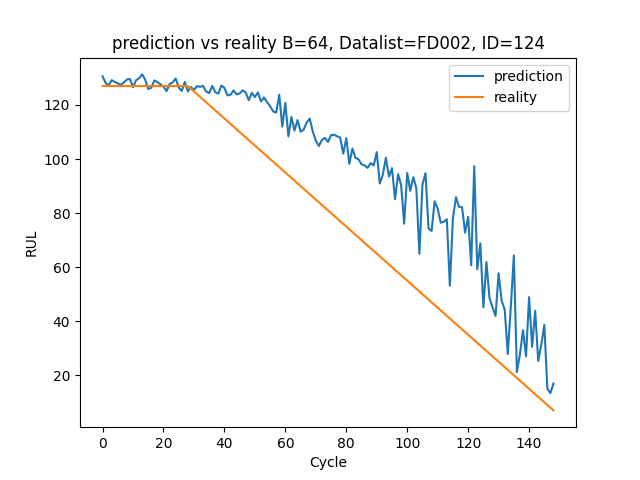 prediction vs reality B=64, Datalist=FD002, ID=124
prediction
reality
RUL
120
100
80
60
40
20
0 20 40 60 80 100 120 140
Cycle